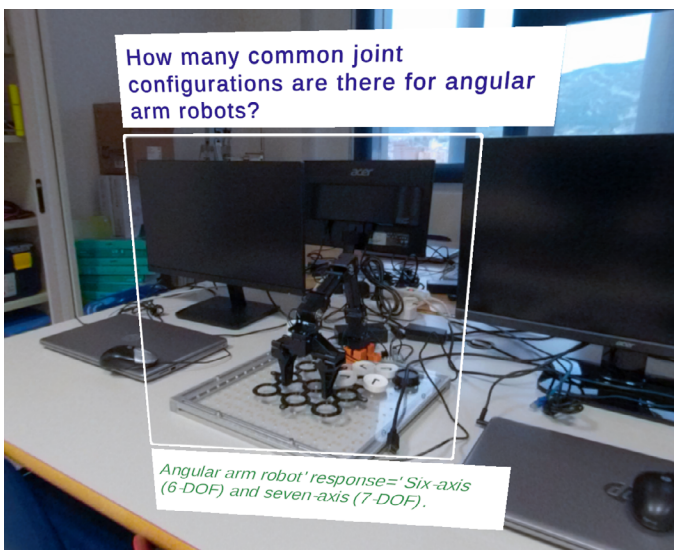 How many common joint
configurations are there for angular
arm robots?
acer
Angular arm robot' response=' Six-axis
(6-DOF) and seven-axis (7-DOF).